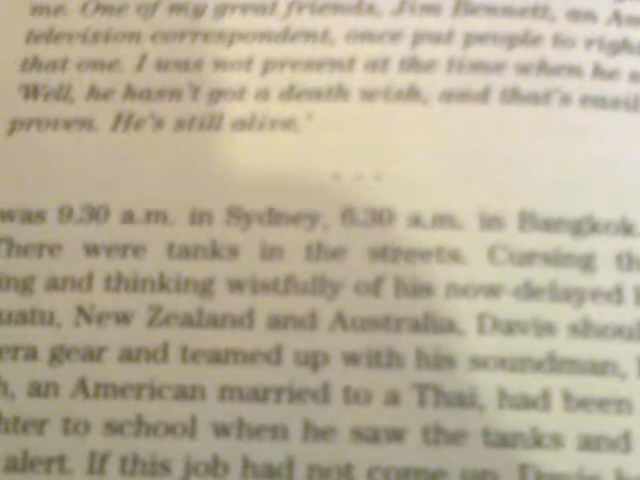 me. One of my great friends, Jim Bennett, an
television correspondent, once put people to
that one. I was not present at the time when he
'Well, he hasn't got a death wish, and that's
proven. He's still alive.'
. . .
was 9.30 a.m. in Sydney, 6.30 a.m. in Bangkok.
There were tanks in the streets. Cursing
ing and thinking wistfully of his now-delayed
uatu, New Zealand and Australia, Davis
era gear and teamed up with his soundman,
h, an American married to a Thai, had been
hter to school when he saw the tanks and
alert. If this job had not come up, Davis